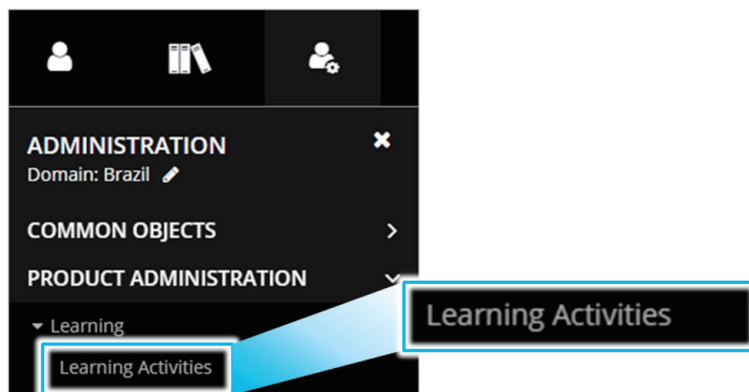 ADMINISTRATION
Domain: Brazil
COMMON OBJECTS
PRODUCT ADMINISTRATION
Learning
Learning Activities
Learning Activities